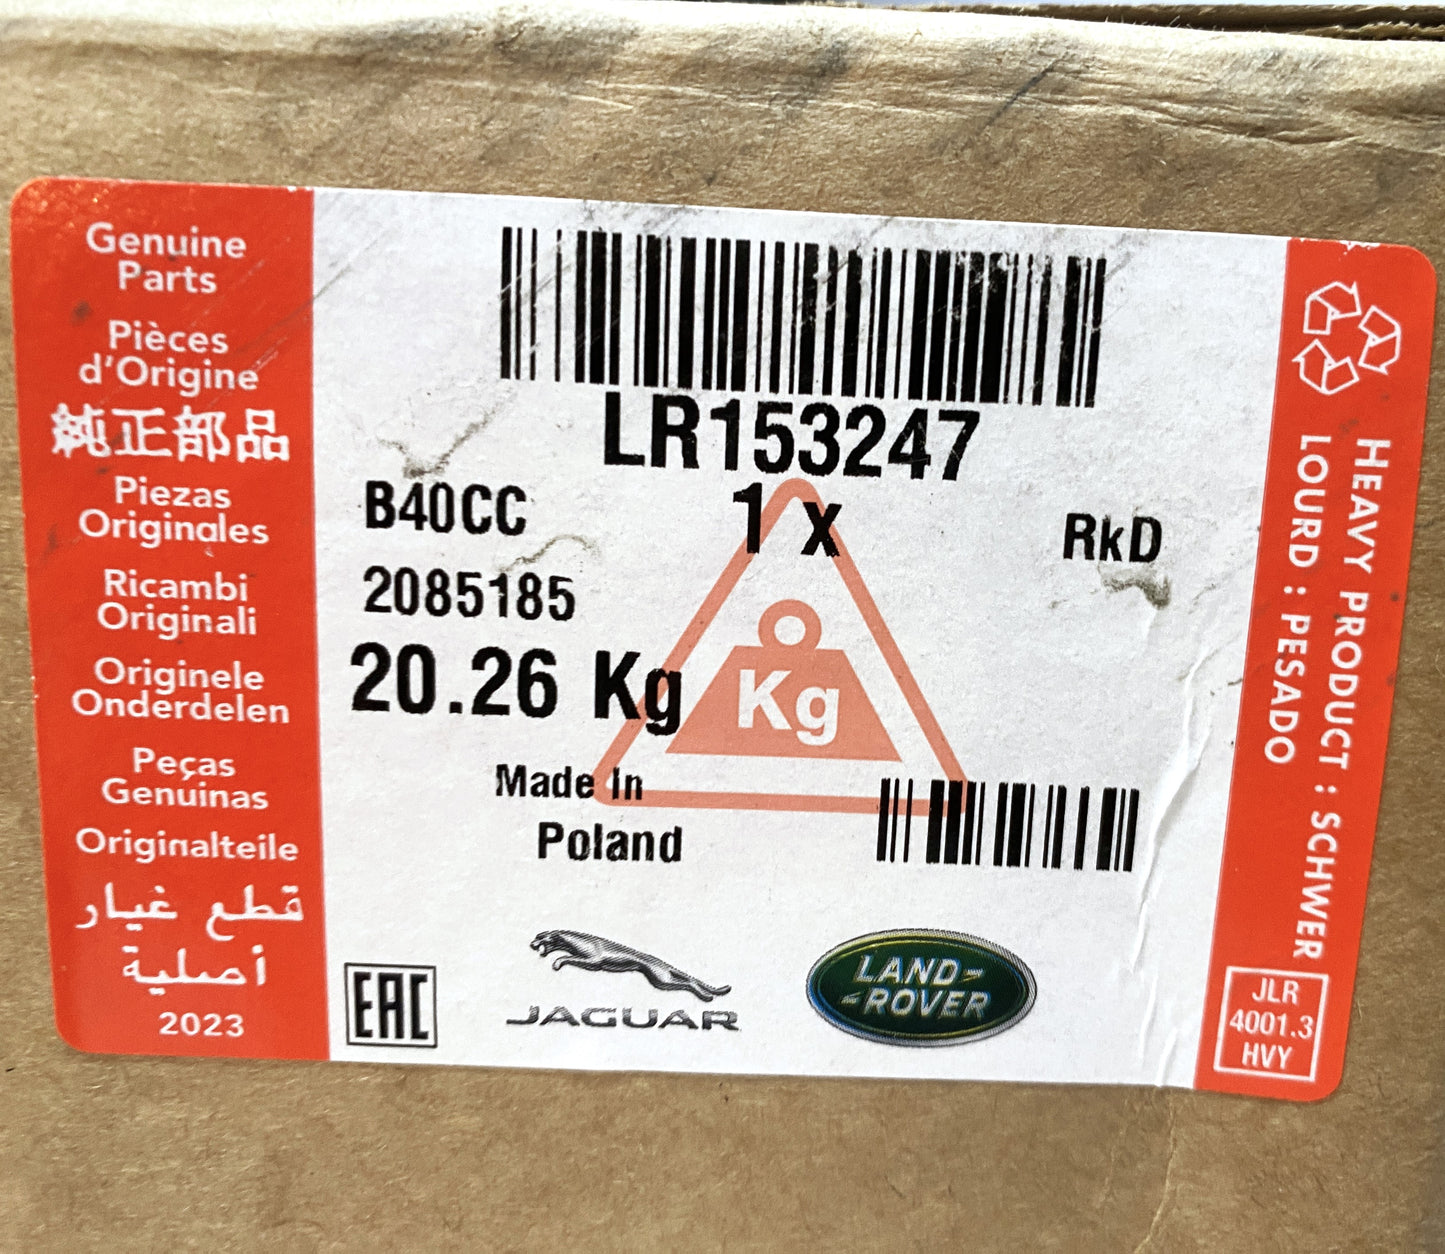 Genuine
Parts
Pièces
d'Origine
純正部品
Piezas
Originales
Ricambi
Originali
Originele
Onderdelen
Peças
Genuinas
Originalteile
قطع غيار
أصلية
2023
LR153247
1 x
B40CC
RkD
2085185
20.26 Kg
Kg
Made In
Poland
EAC
JAGUAR
LAND-
-ROVER
HEAVY PRODUCT : SCHWER
LOURD : PESADO
JLR
4001.3
HVY